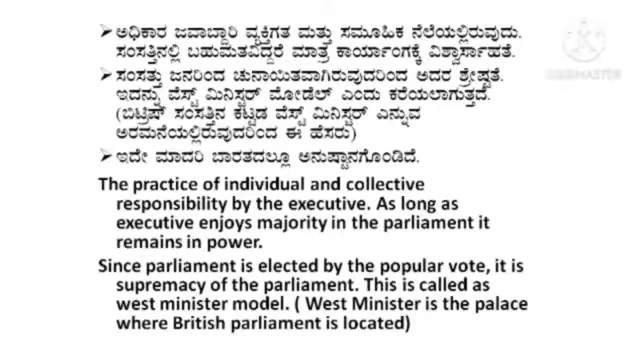 ➢ ಅಧಿಕಾರ ಜವಾಬ್ದಾರಿ ವ್ಯಕ್ತಿಗತ ಮತ್ತು ಸಮೂಹಿಕ ನೆಲೆಯಲ್ಲಿರುವುದು.
ಸಂಸತ್ತಿನಲ್ಲಿ ಬಹುಮತವಿದ್ದರೆ ಮಾತ್ರ ಕಾರ್ಯಾಂಗಕ್ಕೆ ವಿಶ್ವಾರ್ಸಾಹತೆ.
➢ ಸಂಸತ್ತು ಜನರಿಂದ ಚುನಾಯಿತವಾಗಿರುವುದರಿಂದ ಅದರ ಶ್ರೇಷ್ಟತೆ.
ಇದನ್ನು ವೆಸ್ಟ್ ಮಿನಿಸ್ಟರ್ ಮೋಡೆಲ್ ಎಂದು ಕರೆಯಲಾಗುತ್ತದೆ.
(ಬಿಟ್ರಿಷ್ ಸಂಸತ್ತಿನ ಕಟ್ಟಡ ವೆಸ್ಟ್ ಮಿನಿಸ್ಟರ್ ಎನ್ನುವ
ಅರಮನೆಯಲ್ಲಿರುವುದರಿಂದ ಈ ಹೆಸರು)
➢ ಇದೇ ಮಾದರಿ ಬಾರತದಲ್ಲೂ ಅನುಷ್ಟಾನಗೊಂಡಿದೆ.
The practice of individual and collective
responsibility by the executive. As long as
executive enjoys majority in the parliament it
remains in power.
Since parliament is elected by the popular vote, it is
supremacy of the parliament. This is called as
west minister model. ( West Minister is the palace
where British parliament is located)
KINEMASTER